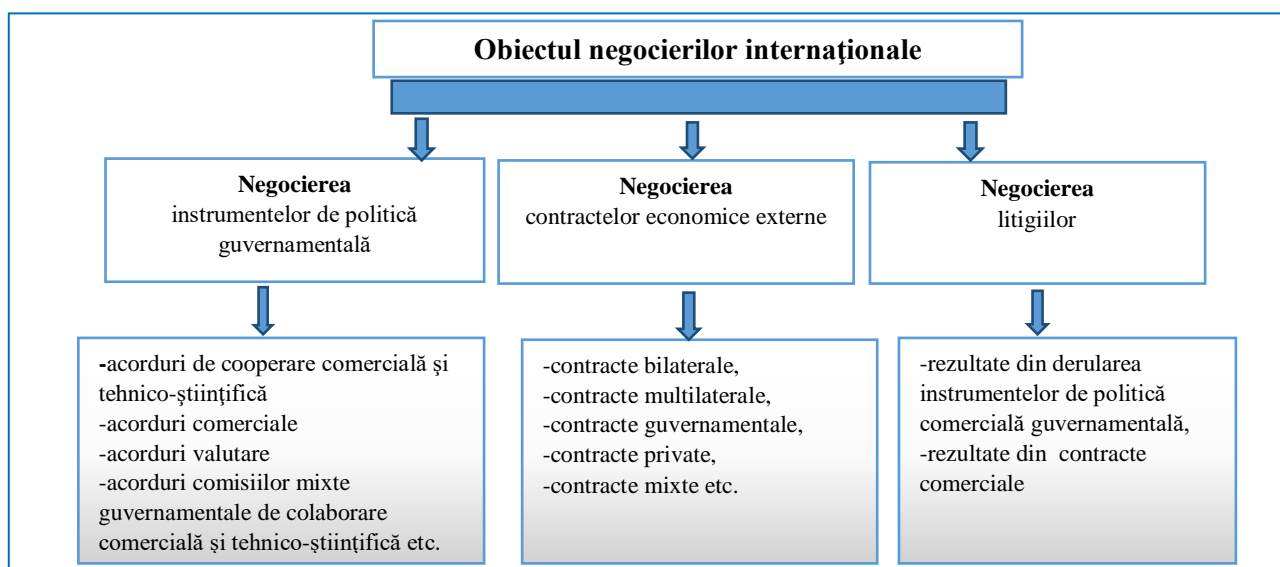 Obiectul negocierilor internaţionale
Negocierea
instrumentelor de politică
guvernamentală
Negocierea
contractelor economice externe
Negocierea
litigiilor
-acorduri de cooperare comercială şi
tehnico-ştiinţifică
-acorduri comerciale
-acorduri valutare
-acorduri comisiilor mixte
guvernamentale de colaborare
comercială și tehnico-științifică etc.
-contracte bilaterale,
-contracte multilaterale,
-contracte guvernamentale,
-contracte private,
-contracte mixte etc.
-rezultate din derularea
instrumentelor de politică
comercială guvernamentală,
-rezultate din contracte
comerciale